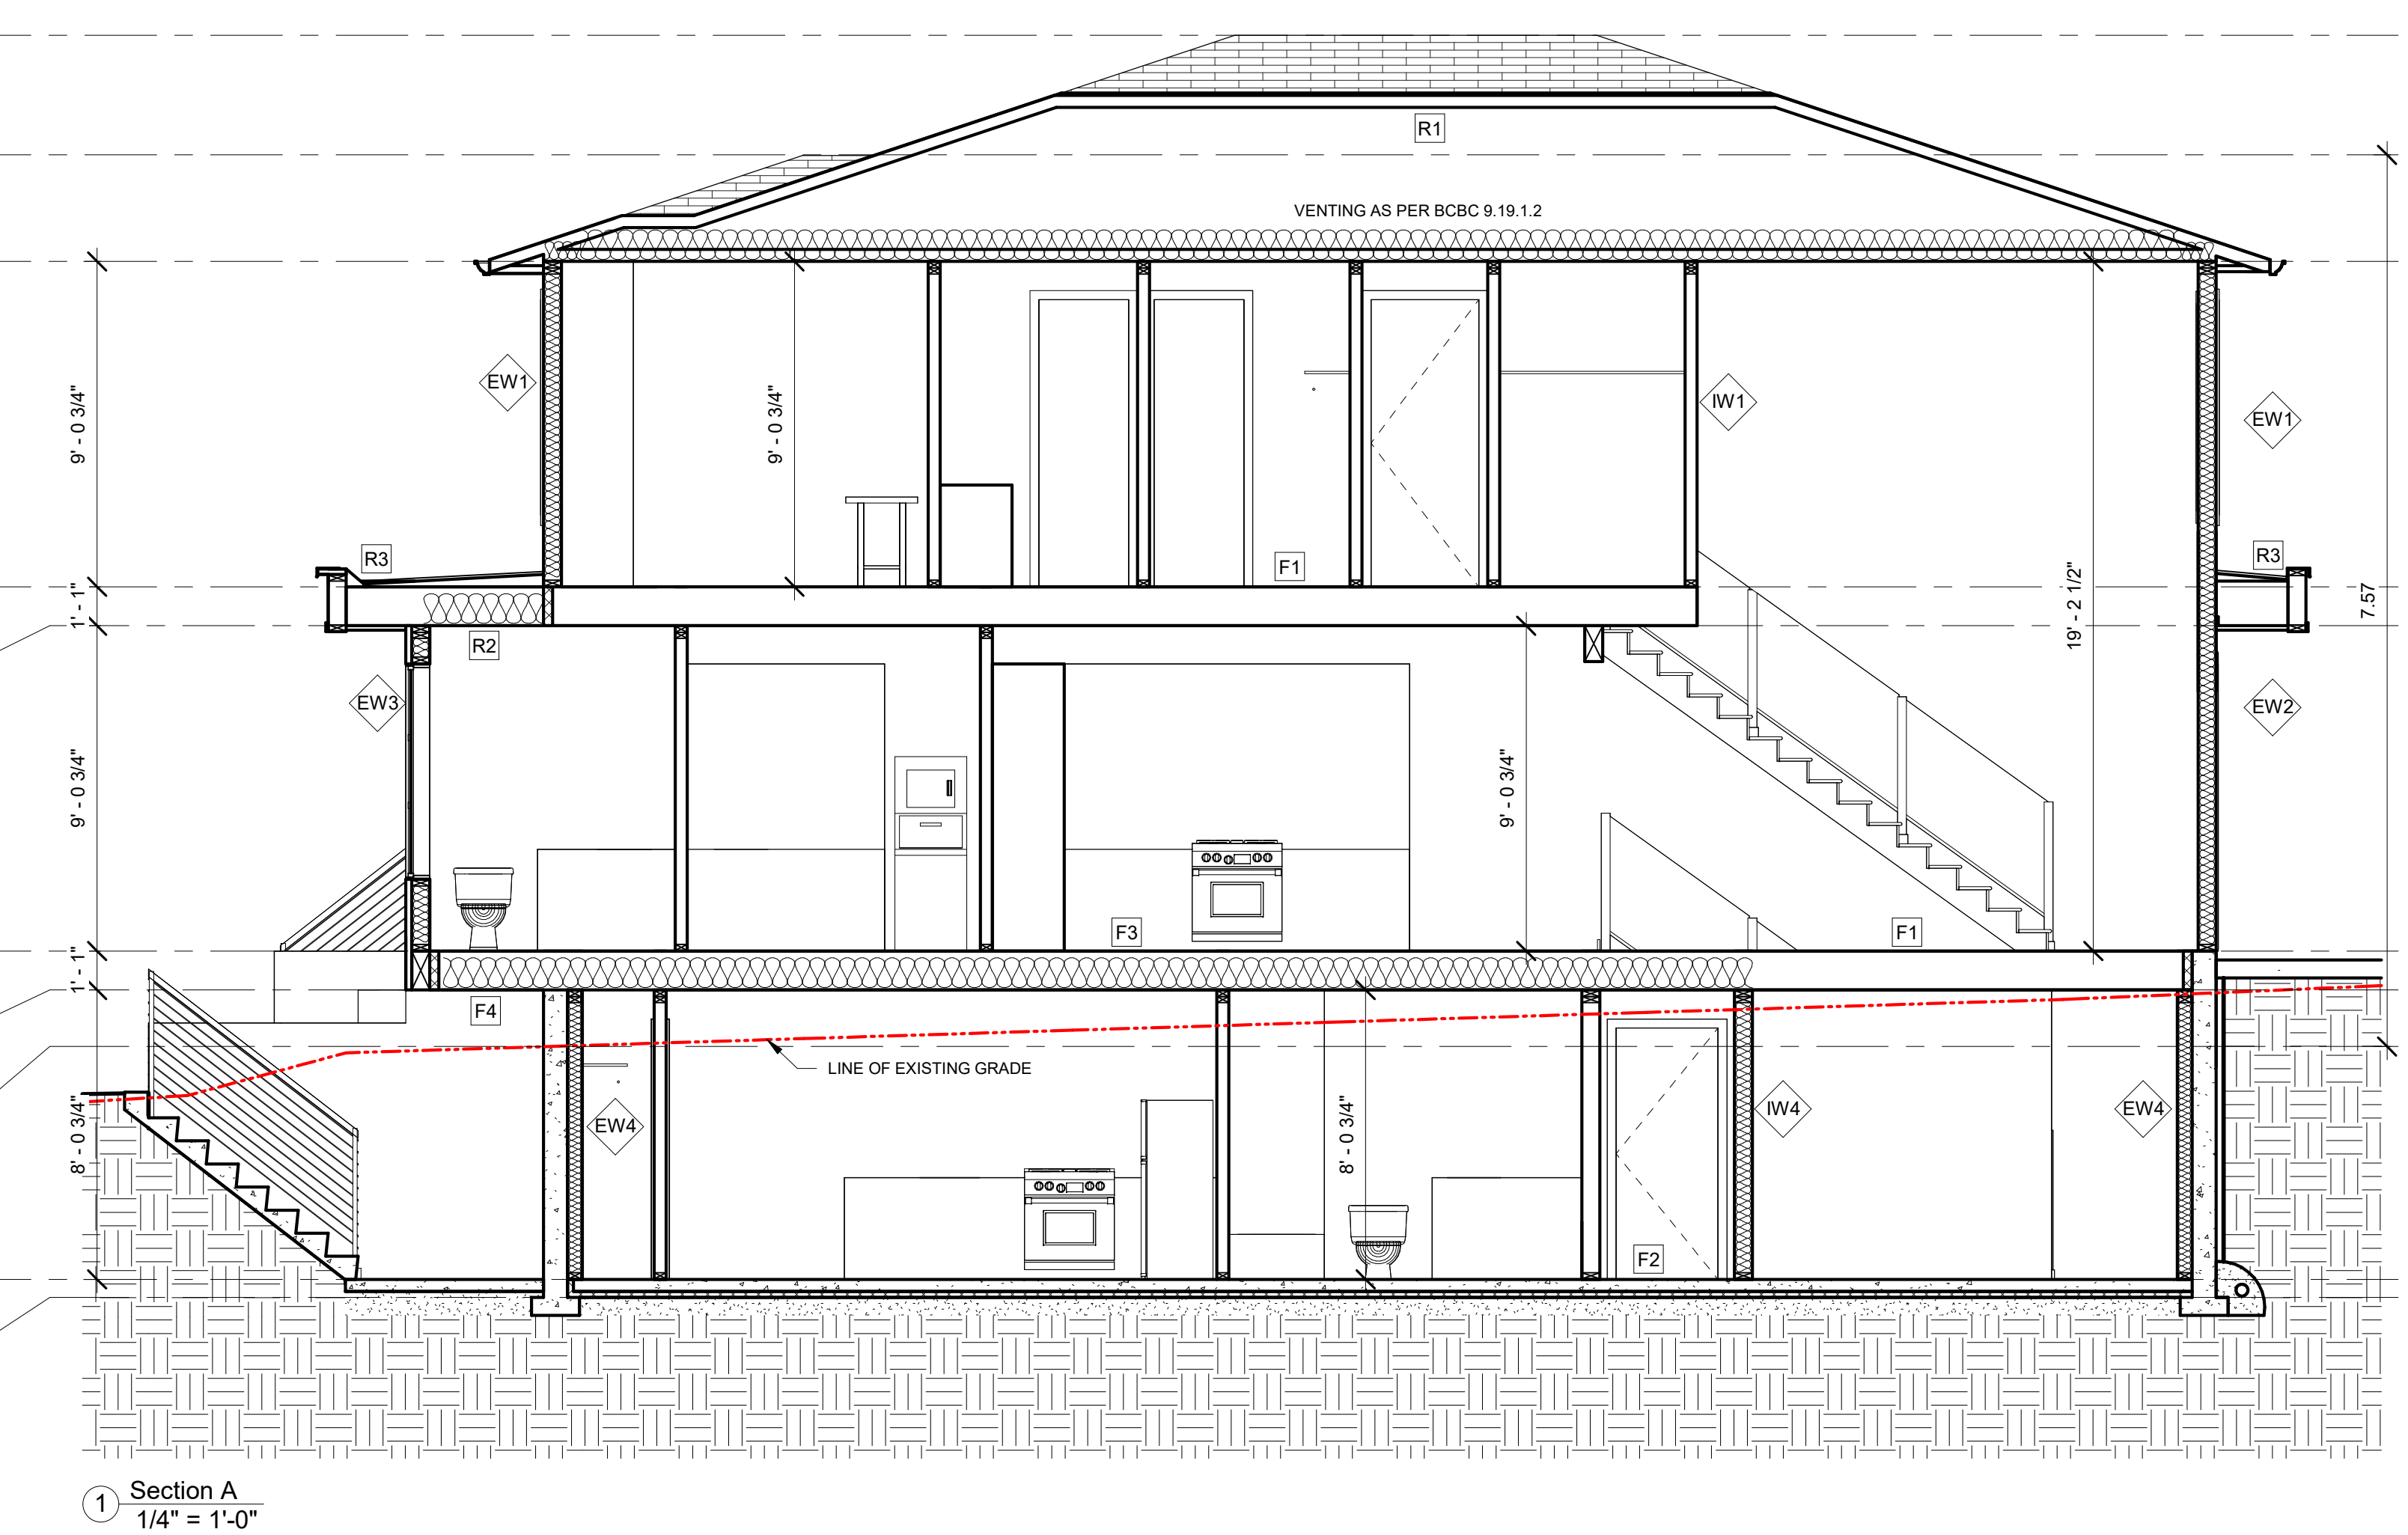 R1
VENTING AS PER BCBC 9.19.1.2
EW1
9' - 0 3/4"
9' - 0 3/4"
IW1
EW1
R3
F1
R3
1' - 1"
19' - 2 1/2"
7.57
R2
EW3
EW2
9' - 0 3/4"
9' - 0 3/4"
F3
F1
1' - 1"
F4
LINE OF EXISTING GRADE
8' - 0 3/4"
EW4
8' - 0 3/4"
IW4
EW4
F2
1
Section A
1/4" = 1'-0"